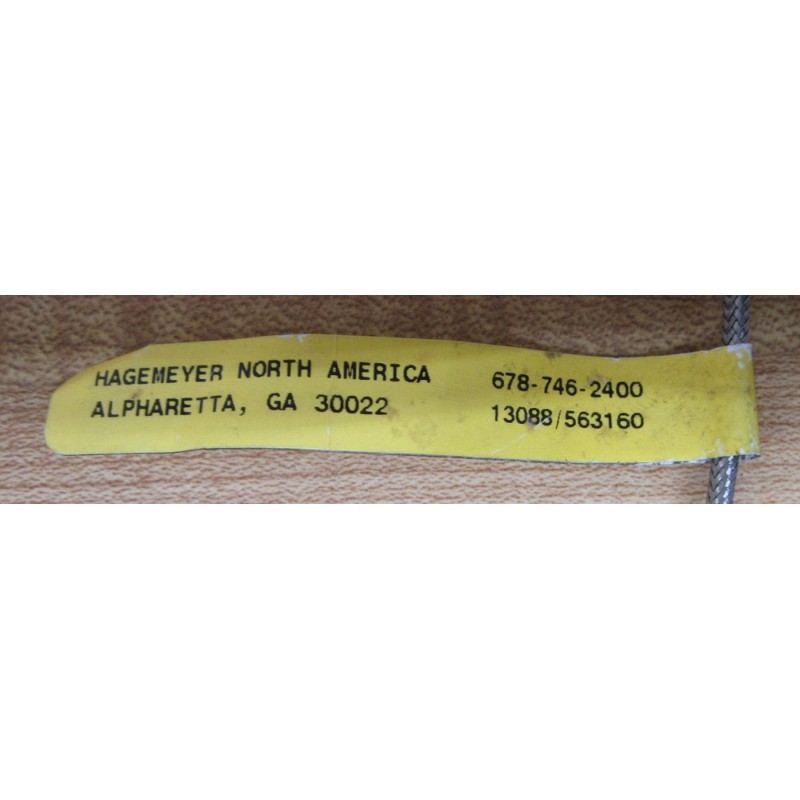 HAGEMEYER NORTH AMERICA
ALPHARETTA, GA 30022
678-746-2400
13088/563160